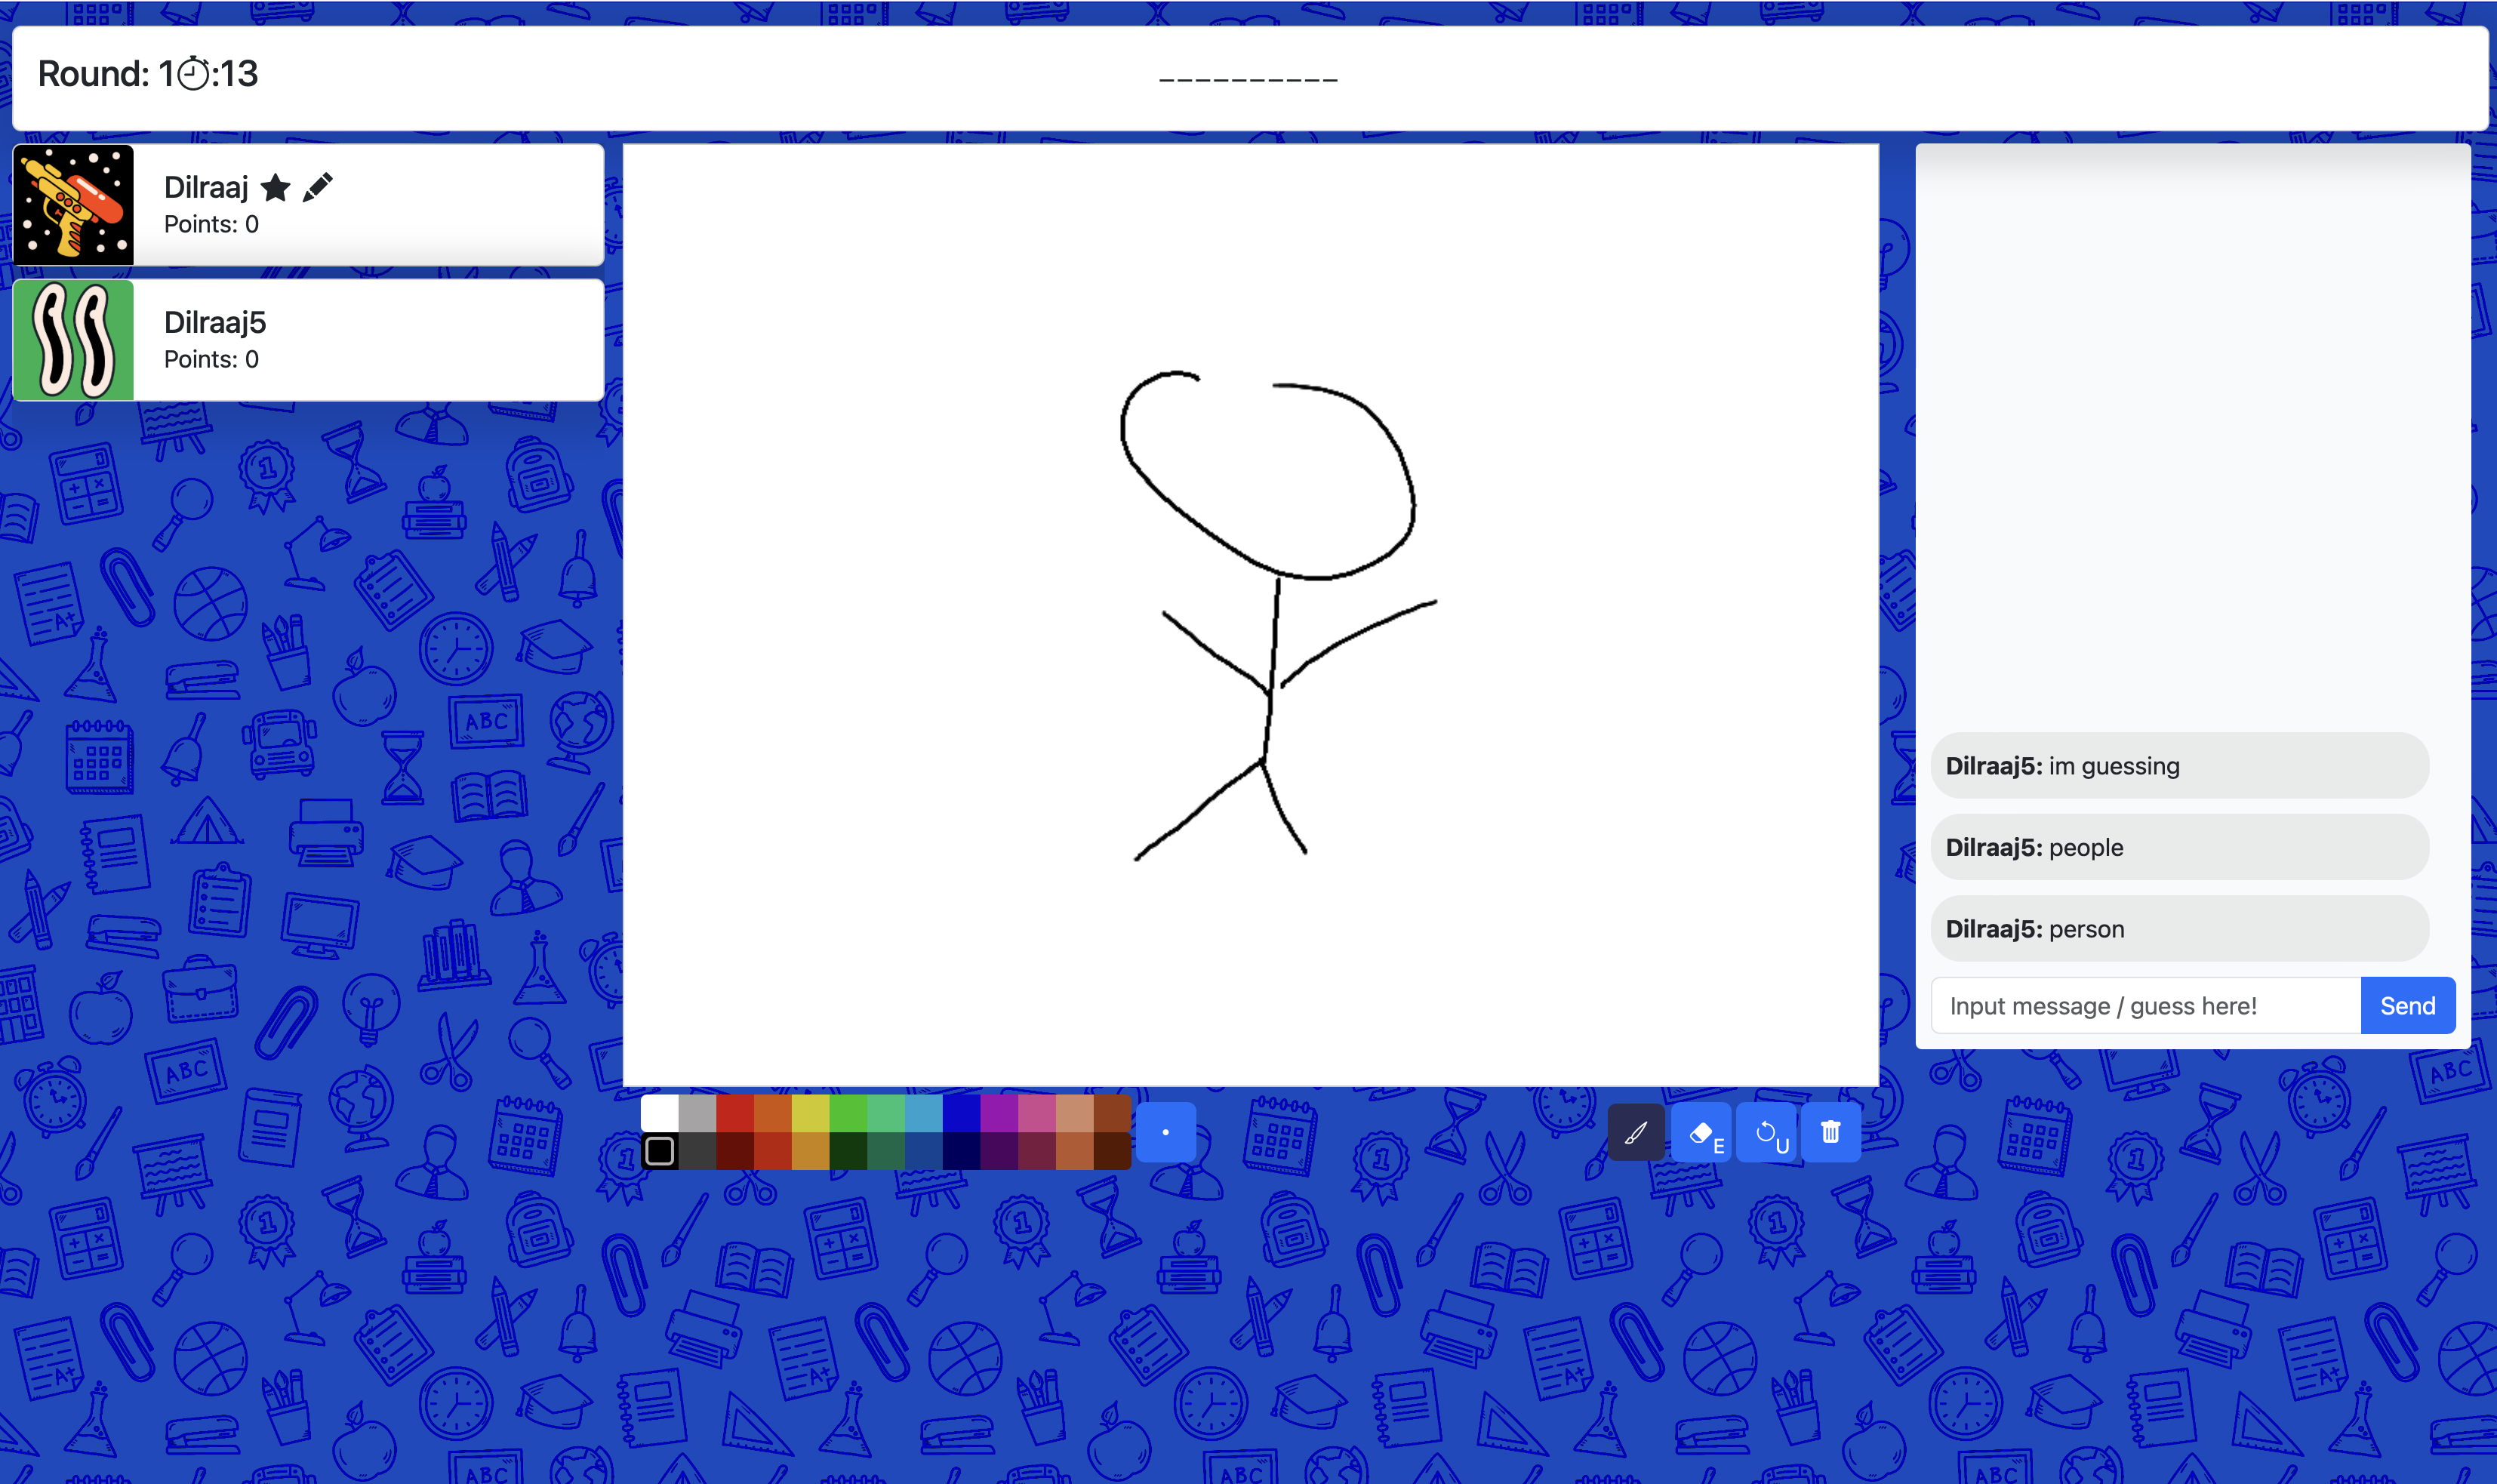 Round: 1⏱:13
__________
Dilraaj
Points: 0
Dilraaj5
Points: 0
Dilraaj5: im guessing
Dilraaj5: people
Dilraaj5: person
Input message / guess here!
Send
E
U